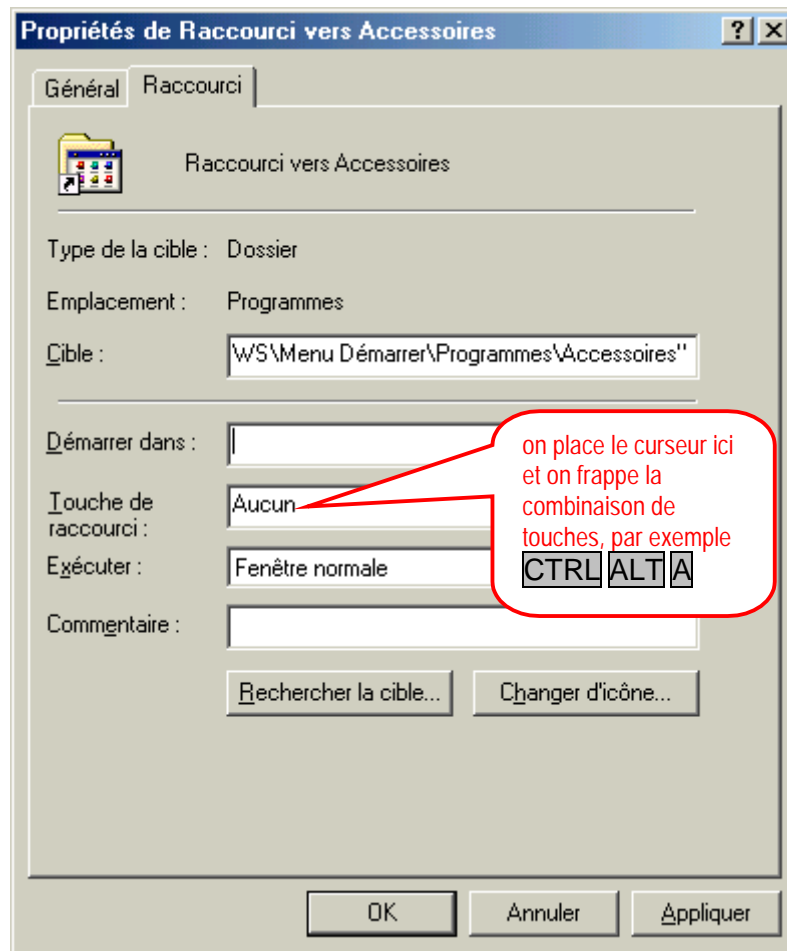 Propriétés de Raccourci vers Accessoires
Général Raccourci
Raccourci vers Accessoires
Type de la cible : Dossier
Emplacement : Programmes
Cible : WS\Menu Démarrer\Programmes\Accessoires"
Démarrer dans :
Touche de raccourci : Aucun
Exécuter : Fenêtre normale
Commentaire :
on place le curseur ici
et on frappe la
combinaison de
touches, par exemple
CTRL ALT A
Rechercher la cible... Changer d'icône...
OK Annuler Appliquer